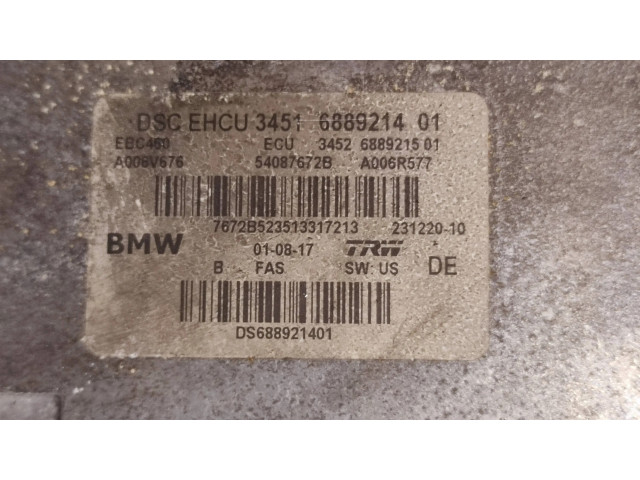 DSC EHCU 3451 6889214 01
EBC460 ECU 3452 6889215 01
A008V676 54087672B A006R577
7672B523513317213 231220-10
BMW 01-08-17 TRW
B FAS SW: US DE
DS688921401